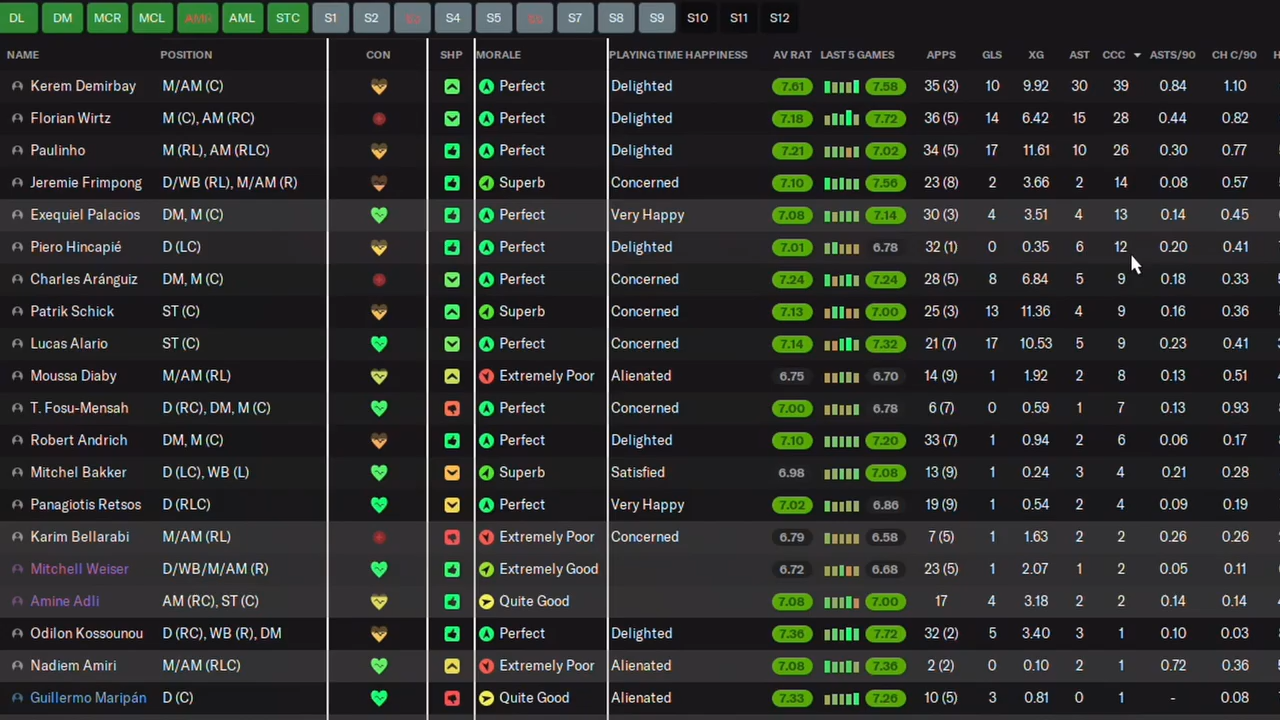 DL DM MCR MCL AMR AML STC S1 S2 S3 S4 S5 S6 S7 S8 S9 S10 S11 S12
NAME POSITION CON SHP MORALE PLAYING TIME HAPPINESS AV RAT LAST 5 GAMES APPS GLS XG AST CCC ASTS/90 CH C/90
Kerem Demirbay M/AM (C) Perfect Delighted 7.61 7.58 35 (3) 10 9.92 30 39 0.84 1.10
Florian Wirtz M (C), AM (RC) Perfect Delighted 7.18 7.72 36 (5) 14 6.42 15 28 0.44 0.82
Paulinho M (RL), AM (RLC) Perfect Delighted 7.21 7.02 34 (5) 17 11.61 10 26 0.30 0.77
Jeremie Frimpong D/WB (RL), M/AM (R) Superb Concerned 7.10 7.56 23 (8) 2 3.66 2 14 0.08 0.57
Exequiel Palacios DM, M (C) Perfect Very Happy 7.08 7.14 30 (3) 4 3.51 4 13 0.14 0.45
Piero Hincapié D (LC) Perfect Delighted 7.01 6.78 32 (1) 0 0.35 6 12 0.20 0.41
Charles Aránguiz DM, M (C) Perfect Concerned 7.24 7.24 28 (5) 8 6.84 5 9 0.18 0.33
Patrik Schick ST (C) Superb Concerned 7.13 7.00 25 (3) 13 11.36 4 9 0.16 0.36
Lucas Alario ST (C) Perfect Concerned 7.14 7.32 21 (7) 17 10.53 5 9 0.23 0.41
Moussa Diaby M/AM (RL) Extremely Poor Alienated 6.75 6.70 14 (9) 1 1.92 2 8 0.13 0.51
T. Fosu-Mensah D (RC), DM, M (C) Perfect Concerned 7.00 6.78 6 (7) 0 0.59 1 7 0.13 0.93
Robert Andrich DM, M (C) Perfect Delighted 7.10 7.20 33 (7) 1 0.94 2 6 0.06 0.17
Mitchel Bakker D (LC), WB (L) Superb Satisfied 6.98 7.08 13 (9) 1 0.24 3 4 0.21 0.28
Panagiotis Retsos D (RLC) Perfect Very Happy 7.02 6.86 19 (9) 1 0.54 2 4 0.09 0.19
Karim Bellarabi M/AM (RL) Extremely Poor Concerned 6.79 6.58 7 (5) 1 1.63 2 2 0.26 0.26
Mitchell Weiser D/WB/M/AM (R) Extremely Good 6.72 6.68 23 (5) 1 2.07 1 2 0.05 0.11
Amine Adli AM (RC), ST (C) Quite Good 7.08 7.00 17 4 3.18 2 2 0.14 0.14
Odilon Kossounou D (RC), WB (R), DM Perfect Delighted 7.36 7.72 32 (2) 5 3.40 3 1 0.10 0.03
Nadiem Amiri M/AM (RLC) Extremely Poor Alienated 7.08 7.36 2 (2) 0 0.10 2 1 0.72 0.36
Guillermo Maripán D (C) Quite Good Alienated 7.33 7.26 10 (5) 3 0.81 0 1 - 0.08